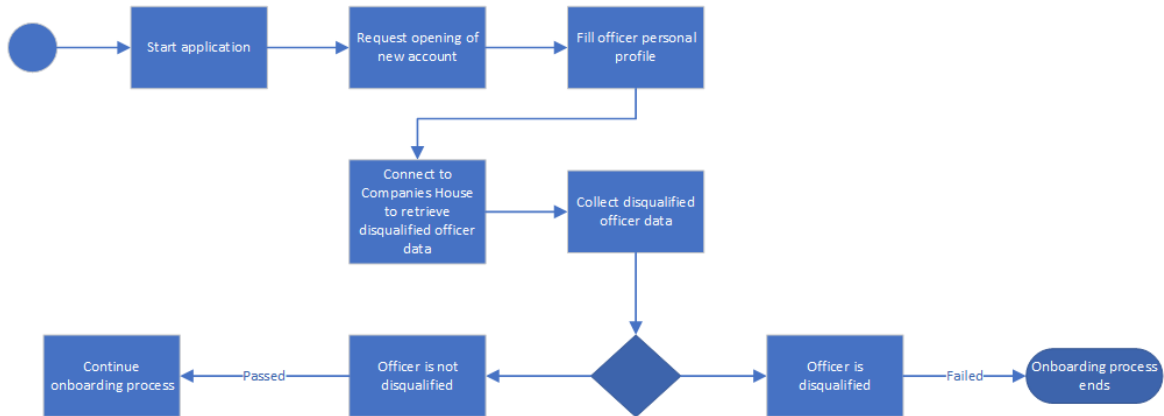 Start application
Request opening of
new account
Fill officer personal
profile
Connect to
Companies House
to retrieve
disqualified officer
data
Collect disqualified
officer data
Continue
onboarding process
Passed
Officer is not
disqualified
Officer is
disqualified
Failed
Onboarding process
ends